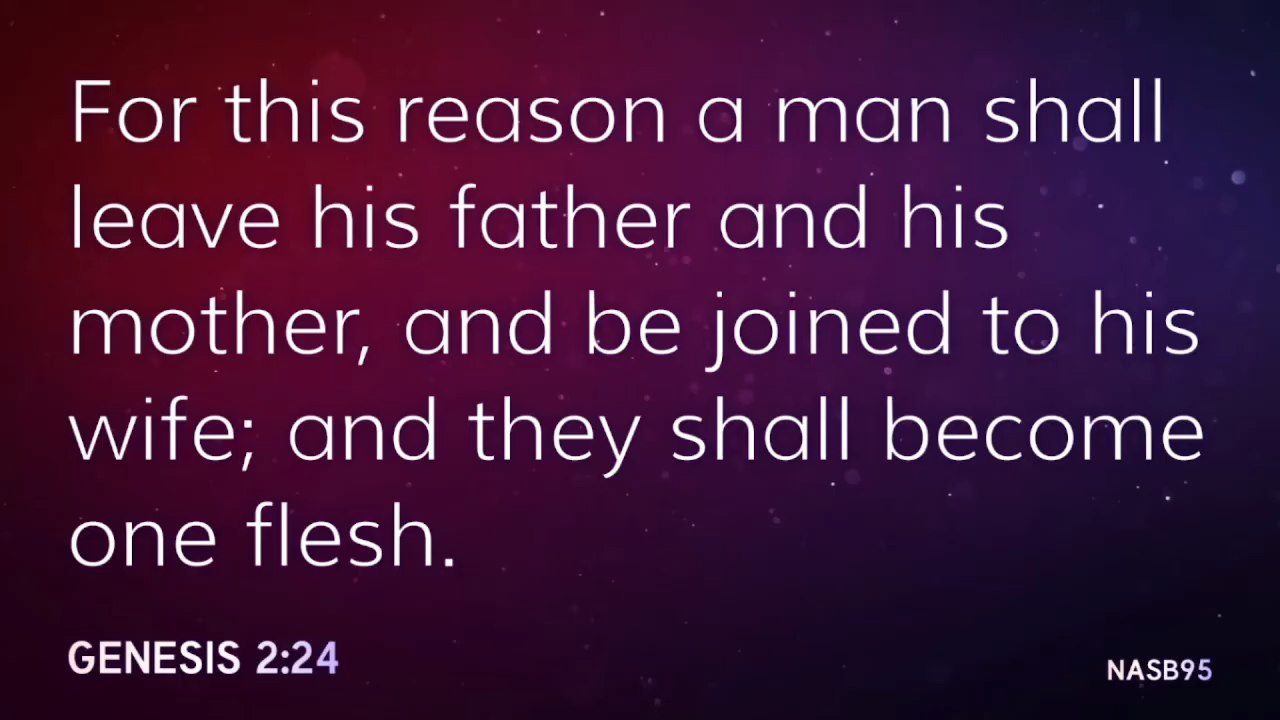 For this reason a man shall
leave his father and his
mother, and be joined to his
wife; and they shall become
one flesh.
GENESIS 2:24
NASB95